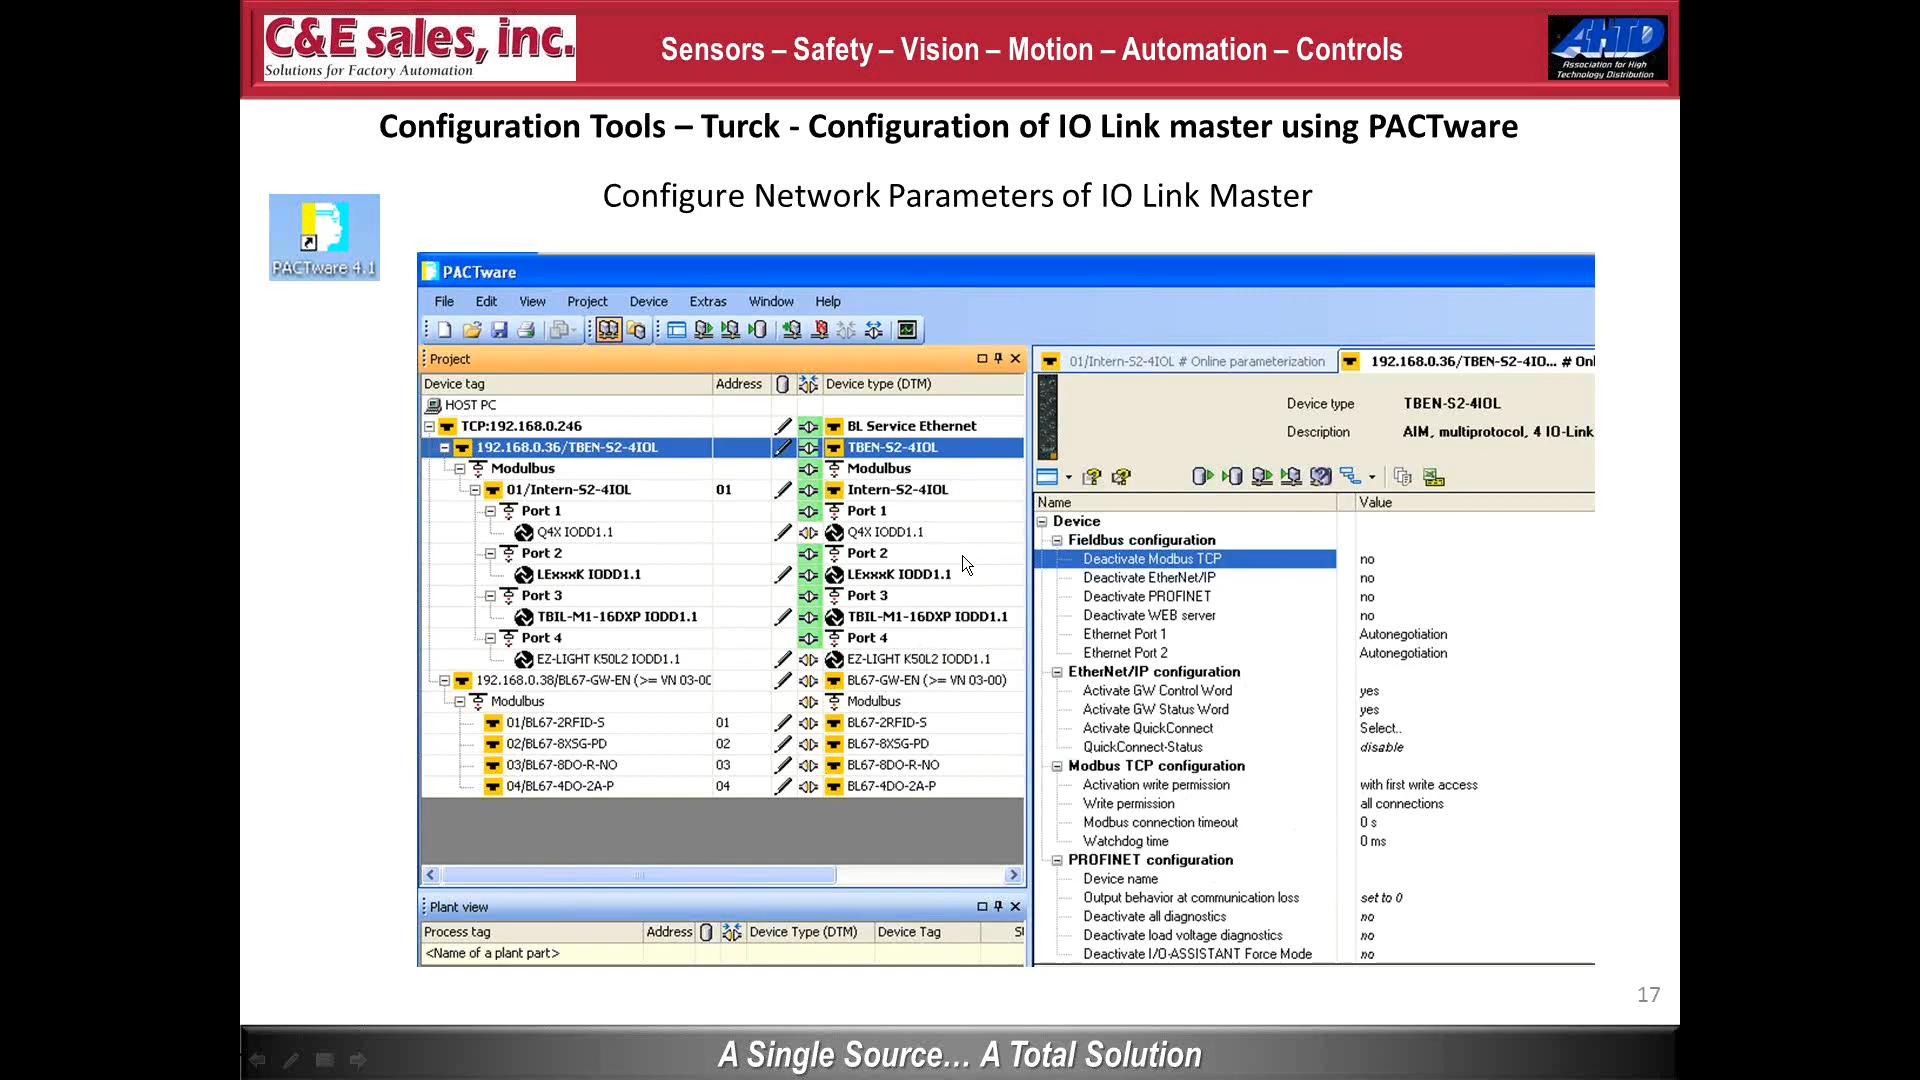 C&E sales, inc.
Solutions for Factory Automation
Sensors – Safety – Vision – Motion – Automation – Controls
AHTD
Association for High
Technology Distribution
Configuration Tools – Turck - Configuration of IO Link master using PACTware
Configure Network Parameters of IO Link Master
PACTware 4.1
PACTware
File Edit View Project Device Extras Window Help
Project
Device tag Address Device type (DTM)
HOST PC
TCP:192.168.0.246 BL Service Ethernet
192.168.0.36/TBEN-S2-4IOL TBEN-S2-4IOL
Modulbus Modulbus
01/Intern-S2-4IOL 01 Intern-S2-4IOL
Port 1 Port 1
Q4X IODD1.1 Q4X IODD1.1
Port 2 Port 2
LExxxK IODD1.1 LExxxK IODD1.1
Port 3 Port 3
TBIL-M1-16DXP IODD1.1 TBIL-M1-16DXP IODD1.1
Port 4 Port 4
EZ-LIGHT K50L2 IODD1.1 EZ-LIGHT K50L2 IODD1.1
192.168.0.38/BL67-GW-EN (>= VN 03-00 BL67-GW-EN (>= VN 03-00)
Modulbus Modulbus
01/BL67-2RFID-S 01 BL67-2RFID-S
02/BL67-8XSG-PD 02 BL67-8XSG-PD
03/BL67-8DO-R-NO 03 BL67-8DO-R-NO
04/BL67-4DO-2A-P 04 BL67-4DO-2A-P
Plant view
Process tag Address Device Type (DTM) Device Tag
<Name of a plant part>
01/Intern-S2-4IOL # Online parameterization 192.168.0.36/TBEN-S2-4IO... # Onl
Device type TBEN-S2-4IOL
Description AIM, multiprotocol, 4 IO-Link
Name Value
Device
Fieldbus configuration
Deactivate Modbus TCP no
Deactivate EtherNet/IP no
Deactivate PROFINET no
Deactivate WEB server no
Ethernet Port 1 Autonegotiation
Ethernet Port 2 Autonegotiation
EtherNet/IP configuration
Activate GW Control Word yes
Activate GW Status Word yes
Activate QuickConnect Select..
QuickConnect-Status disable
Modbus TCP configuration
Activation write permission with first write access
Write permission all connections
Modbus connection timeout 0 s
Watchdog time 0 ms
PROFINET configuration
Device name
Output behavior at communication loss set to 0
Deactivate all diagnostics no
Deactivate load voltage diagnostics no
Deactivate I/O-ASSISTANT Force Mode no
17
A Single Source... A Total Solution